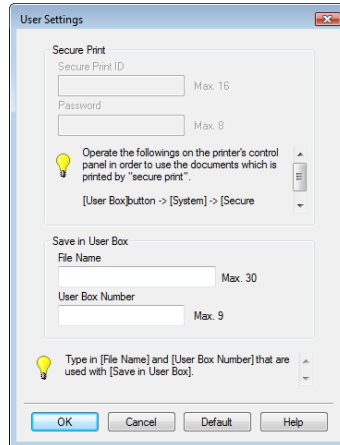 User Settings
Secure Print
Secure Print ID
Max. 16
Password
Max. 8
Operate the followings on the printer's control
panel in order to use the documents which is
printed by "secure print".
[User Box]button -> [System] -> [Secure
Save in User Box
File Name
Max. 30
User Box Number
Max. 9
Type in [File Name] and [User Box Number] that are
used with [Save in User Box].
OK
Cancel
Default
Help